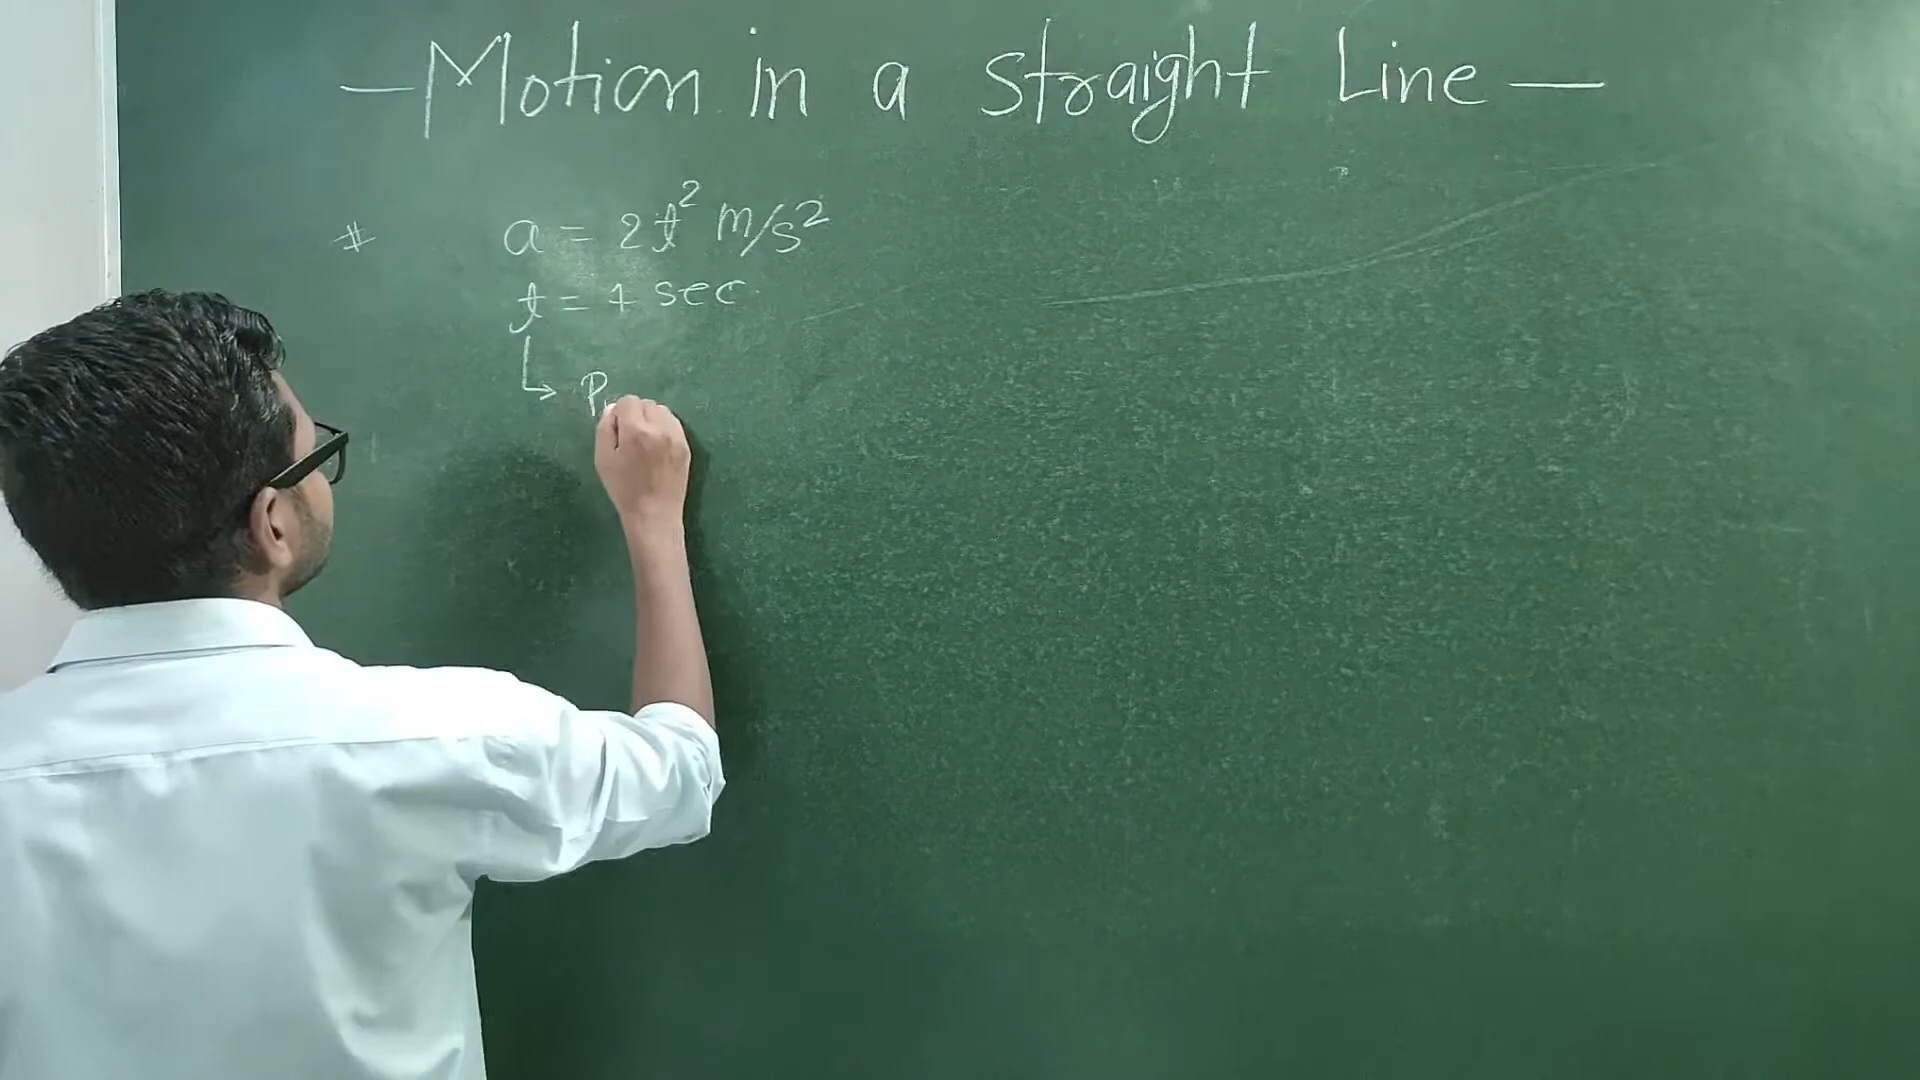 — Motion in a Straight Line —
# a = 2t² m/s²
t = 1 sec
↳ P